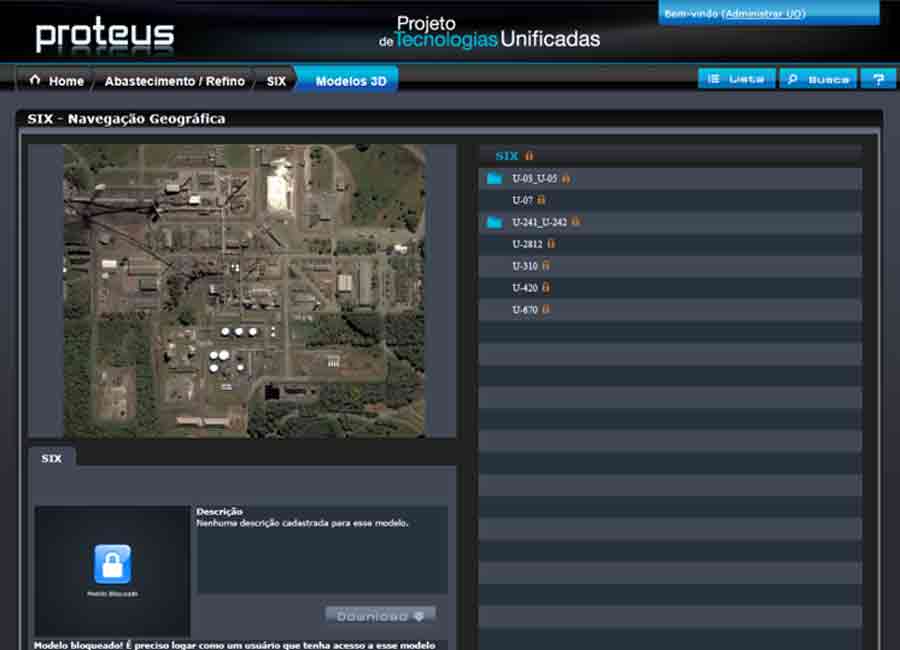 proteus
Projeto
de Tecnologias Unificadas
Bem-vindo (Administrar UO)
Home
Abastecimento / Refino
SIX
Modelos 3D
Lista
Busca
?
SIX - Navegação Geográfica
SIX
U-03_U-05
U-07
U-241_U-242
U-2812
U-310
U-420
U-670
SIX
Descrição
Nenhuma descrição cadastrada para esse modelo.
Modelo Bloqueado
Download
Modelo bloqueado! É preciso logar como um usuário que tenha acesso a esse modelo